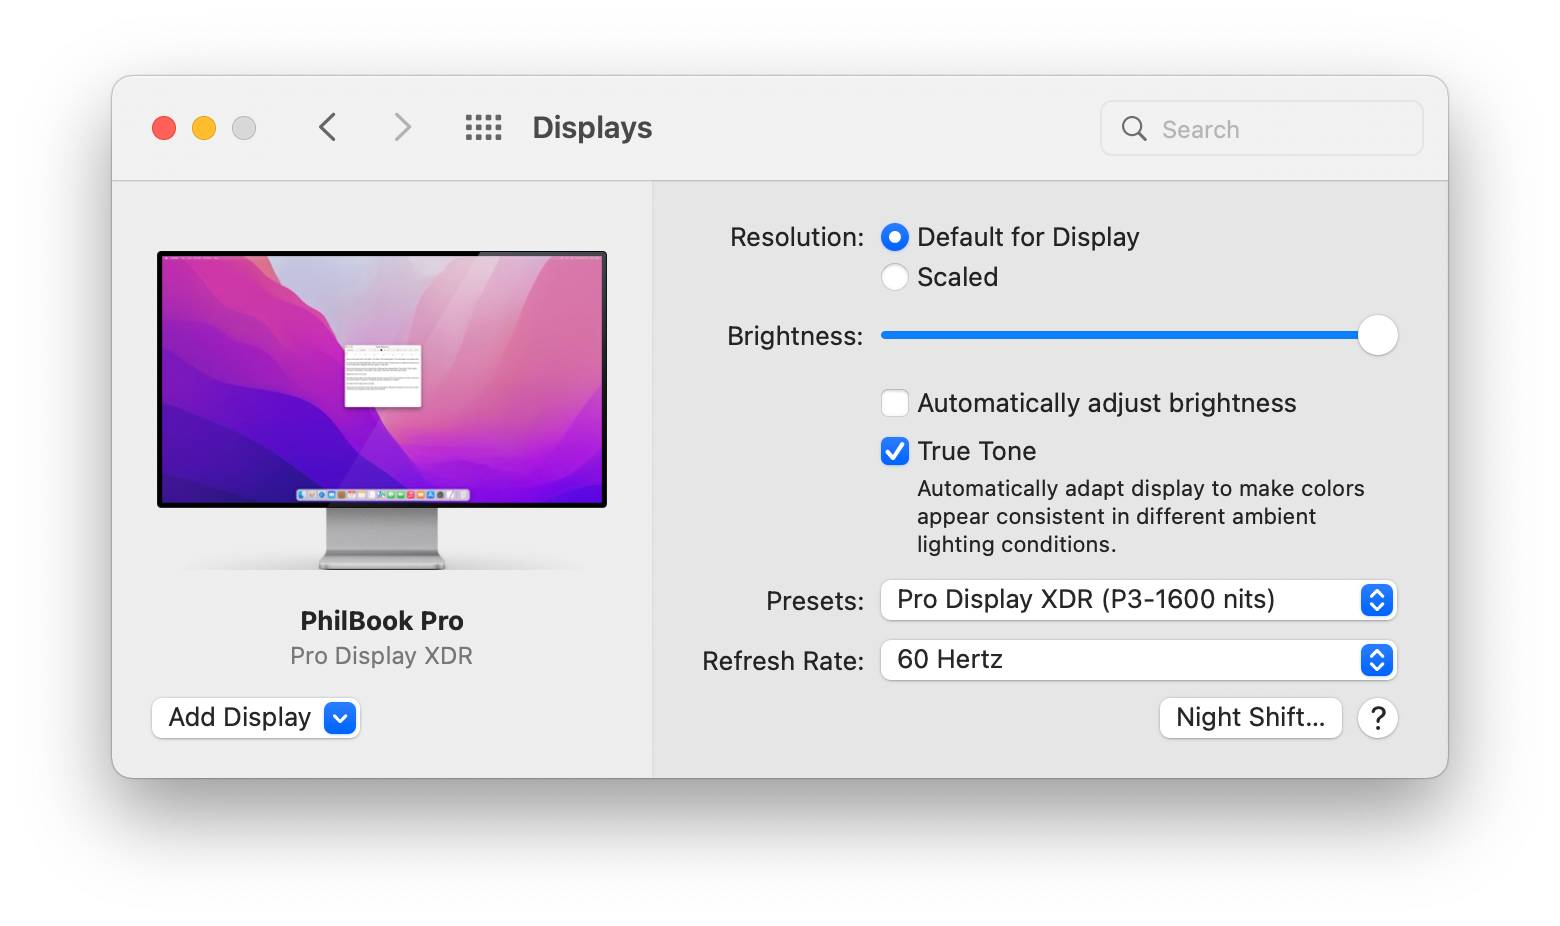 Displays
Search
Resolution: Default for Display
Scaled
Brightness:
Automatically adjust brightness
True Tone
Automatically adapt display to make colors
appear consistent in different ambient
lighting conditions.
Presets: Pro Display XDR (P3-1600 nits)
Refresh Rate: 60 Hertz
Night Shift... ?
PhilBook Pro
Pro Display XDR
Add Display